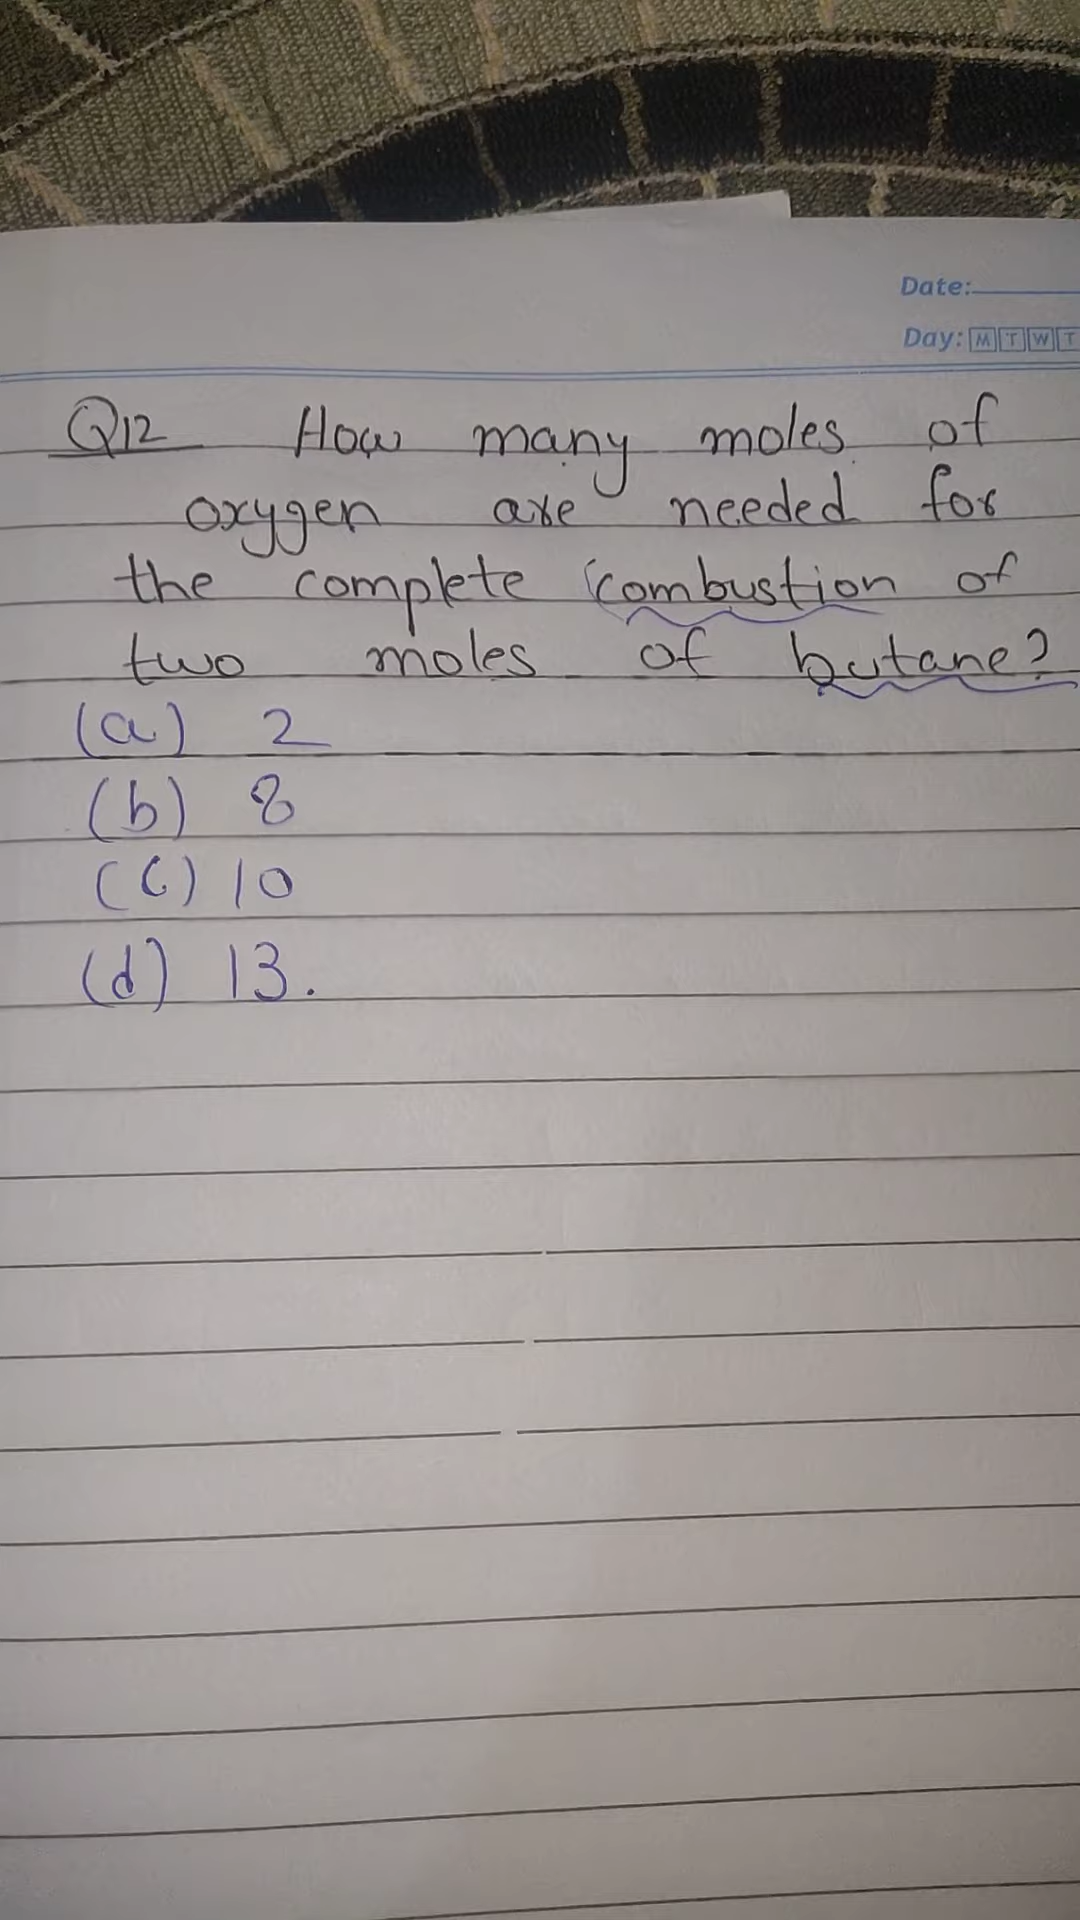 Date:
Day: M T W T
Q12 How many moles of
oxygen are needed for
the complete combustion of
two moles of butane?
(a) 2
(b) 8
(c) 10
(d) 13.